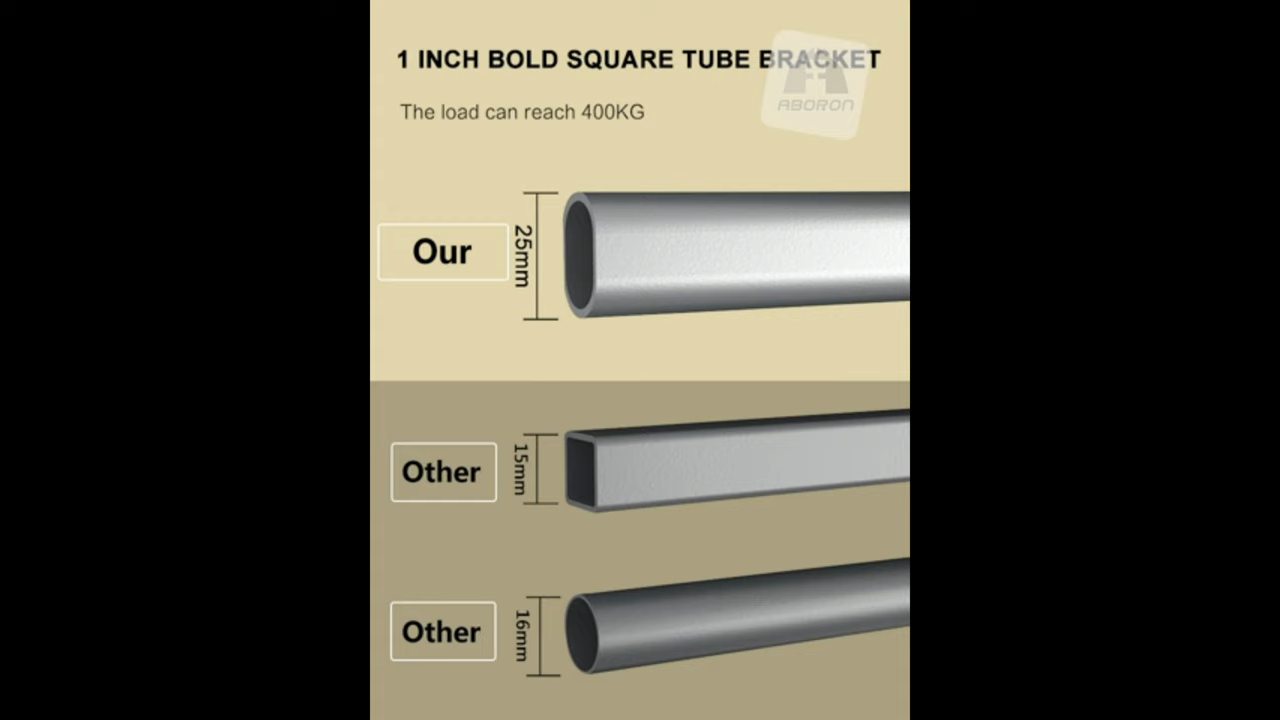 1 INCH BOLD SQUARE TUBE BRACKET
ABORON
The load can reach 400KG
Our
25mm
Other
15mm
Other
16mm